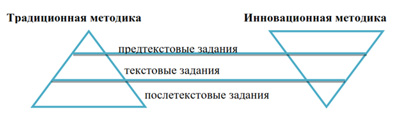 Традиционная методика Инновационная методика
предтекстовые задания
текстовые задания
послетекстовые задания